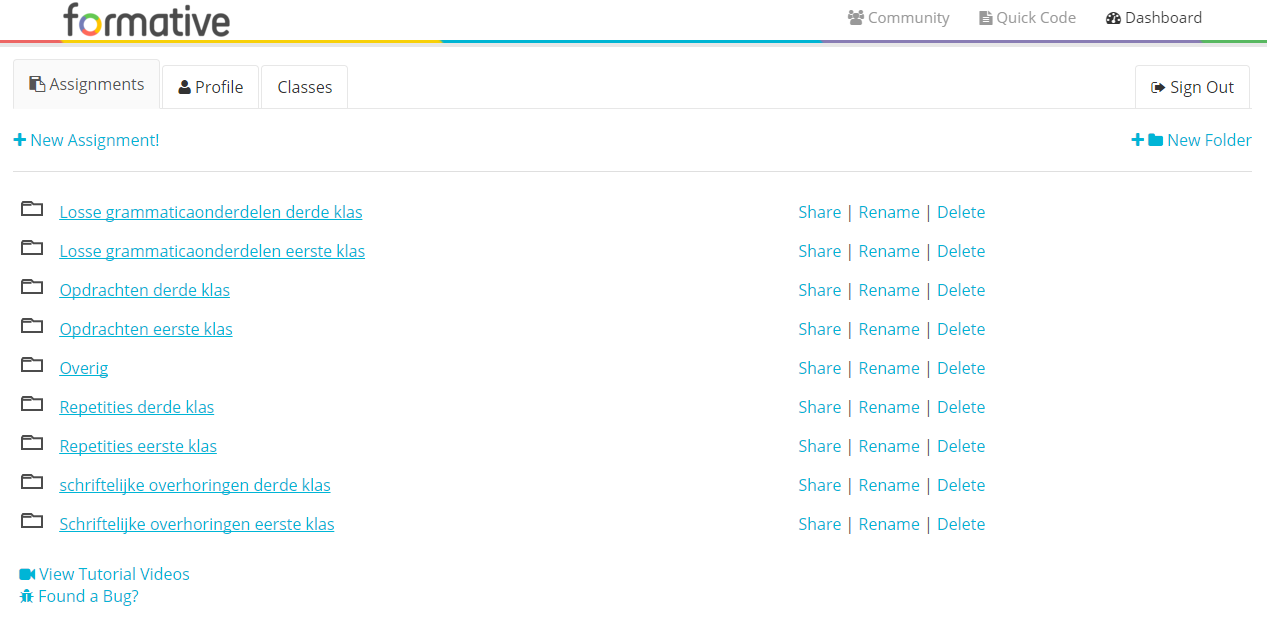 formative Community Quick Code Dashboard
Assignments Profile Classes Sign Out
New Assignment! New Folder
Losse grammaticaonderdelen derde klas Share | Rename | Delete
Losse grammaticaonderdelen eerste klas Share | Rename | Delete
Opdrachten derde klas Share | Rename | Delete
Opdrachten eerste klas Share | Rename | Delete
Overig Share | Rename | Delete
Repetities derde klas Share | Rename | Delete
Repetities eerste klas Share | Rename | Delete
schriftelijke overhoringen derde klas Share | Rename | Delete
Schriftelijke overhoringen eerste klas Share | Rename | Delete
View Tutorial Videos
Found a Bug?